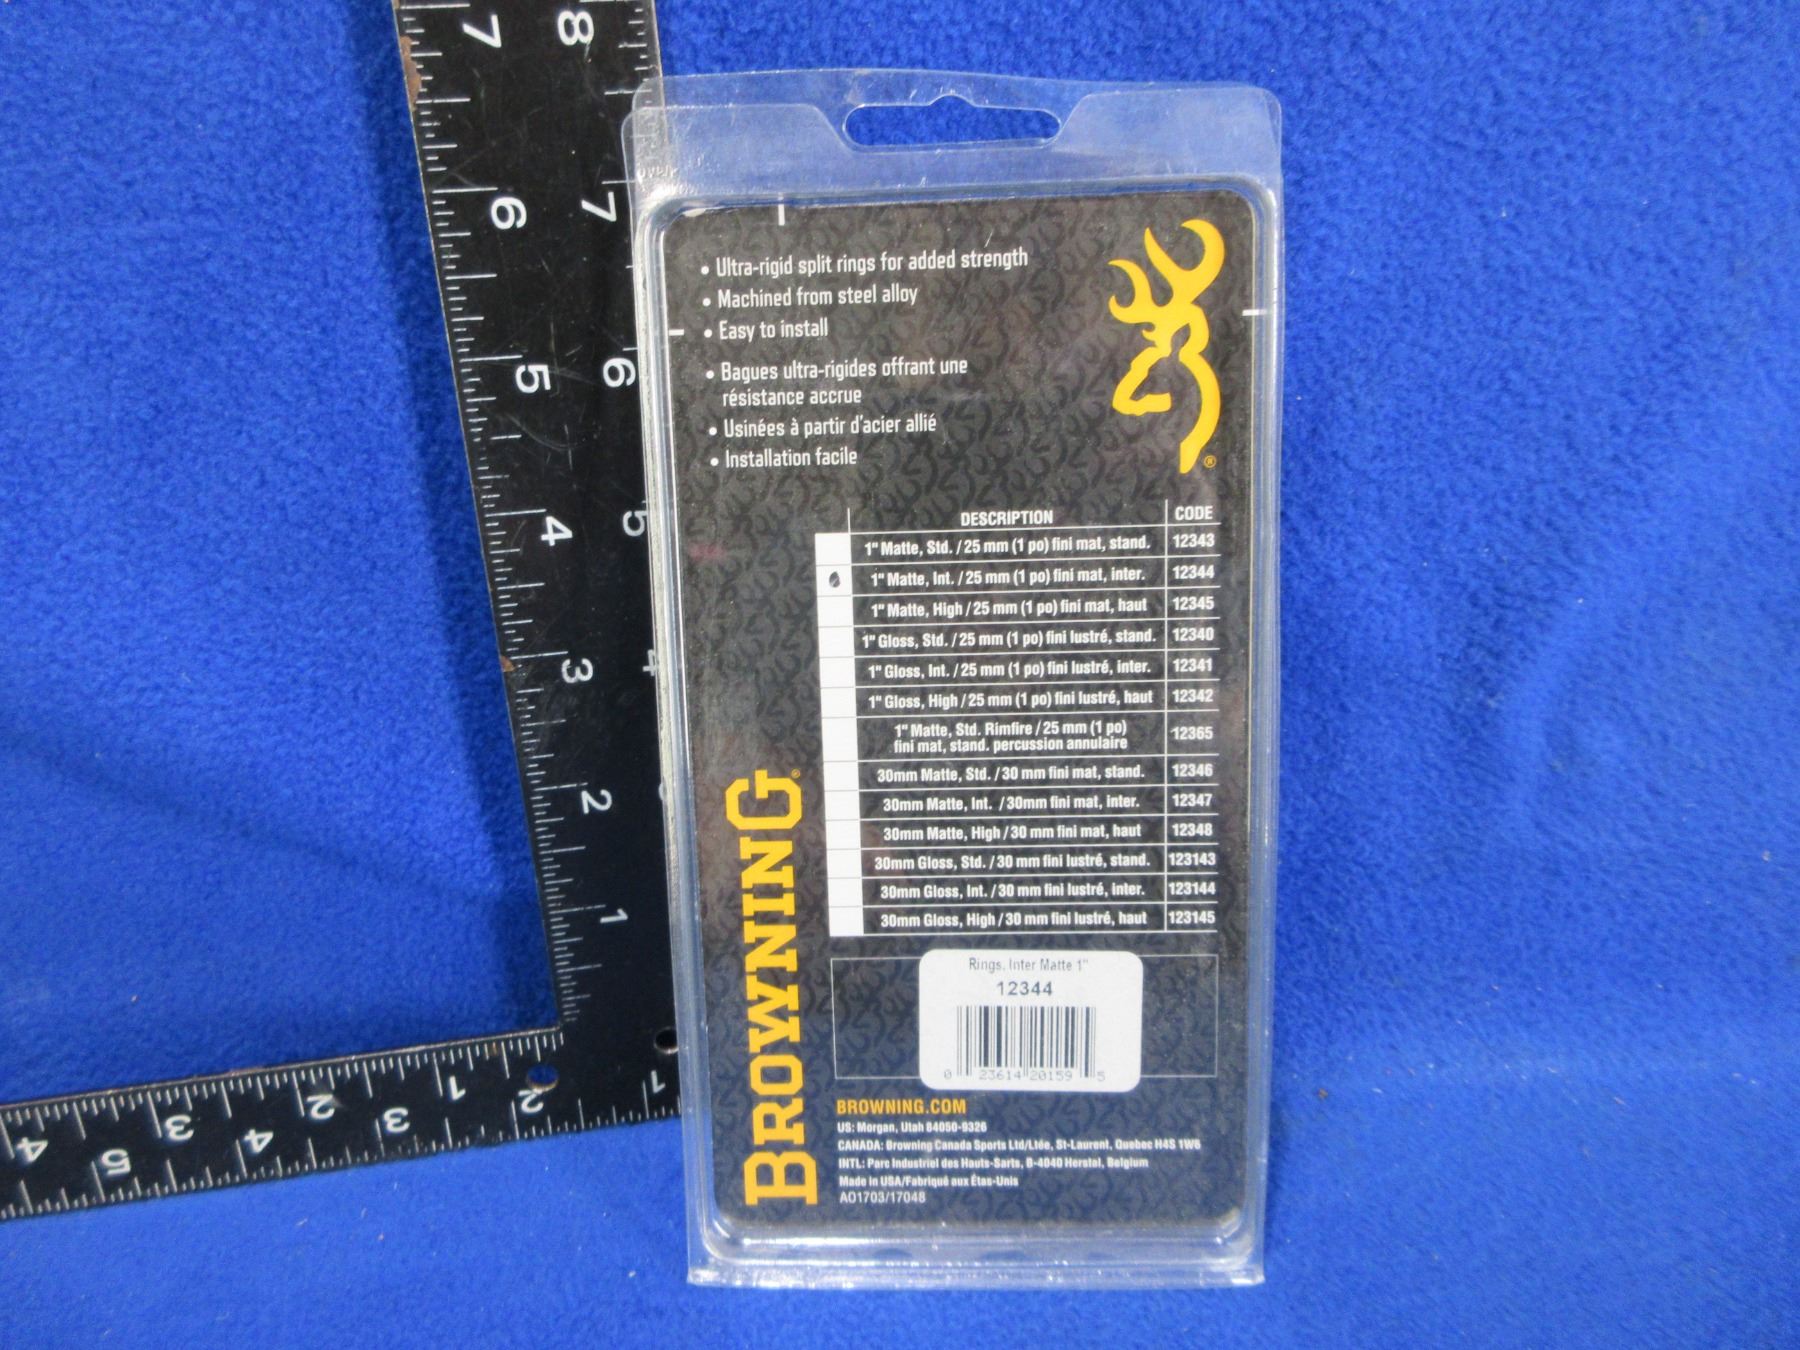 • Ultra-rigid split rings for added strength
• Machined from steel alloy
• Easy to install
• Bagues ultra-rigides offrant une
résistance accrue
• Usinées à partir d'acier allié
• Installation facile
®
DESCRIPTION CODE
1" Matte, Std. / 25 mm (1 po) fini mat, stand. 12343
1" Matte, Int. / 25 mm (1 po) fini mat, inter. 12344
1" Matte, High / 25 mm (1 po) fini mat, haut 12345
1" Gloss, Std. / 25 mm (1 po) fini lustré, stand. 12340
1" Gloss, Int. / 25 mm (1 po) fini lustré, inter. 12341
1" Gloss, High / 25 mm (1 po) fini lustré, haut 12342
1" Matte, Std. Rimfire / 25 mm (1 po)
fini mat, stand. percussion annulaire 12365
30mm Matte, Std. / 30 mm fini mat, stand. 12346
30mm Matte, Int. / 30mm fini mat, inter. 12347
30mm Matte, High / 30 mm fini mat, haut 12348
30mm Gloss, Std. / 30 mm fini lustré, stand. 123143
30mm Gloss, Int. / 30 mm fini lustré, inter. 123144
30mm Gloss, High / 30 mm fini lustré, haut 123145
BROWNING®
Rings, Inter Matte 1"
12344
0 23614 20159 5
BROWNING.COM
US: Morgan, Utah 84050-9326
CANADA: Browning Canada Sports Ltd/Ltée, St-Laurent, Quebec H4S 1W6
INTL: Parc Industriel des Hauts-Sarts, B-4040 Herstal, Belgium
Made in USA/Fabriqué aux États-Unis
AO1703/17048
7 8
6 7
5 6
4 5
3 4
2
1
4 3 2 1
5 4 3 2 1